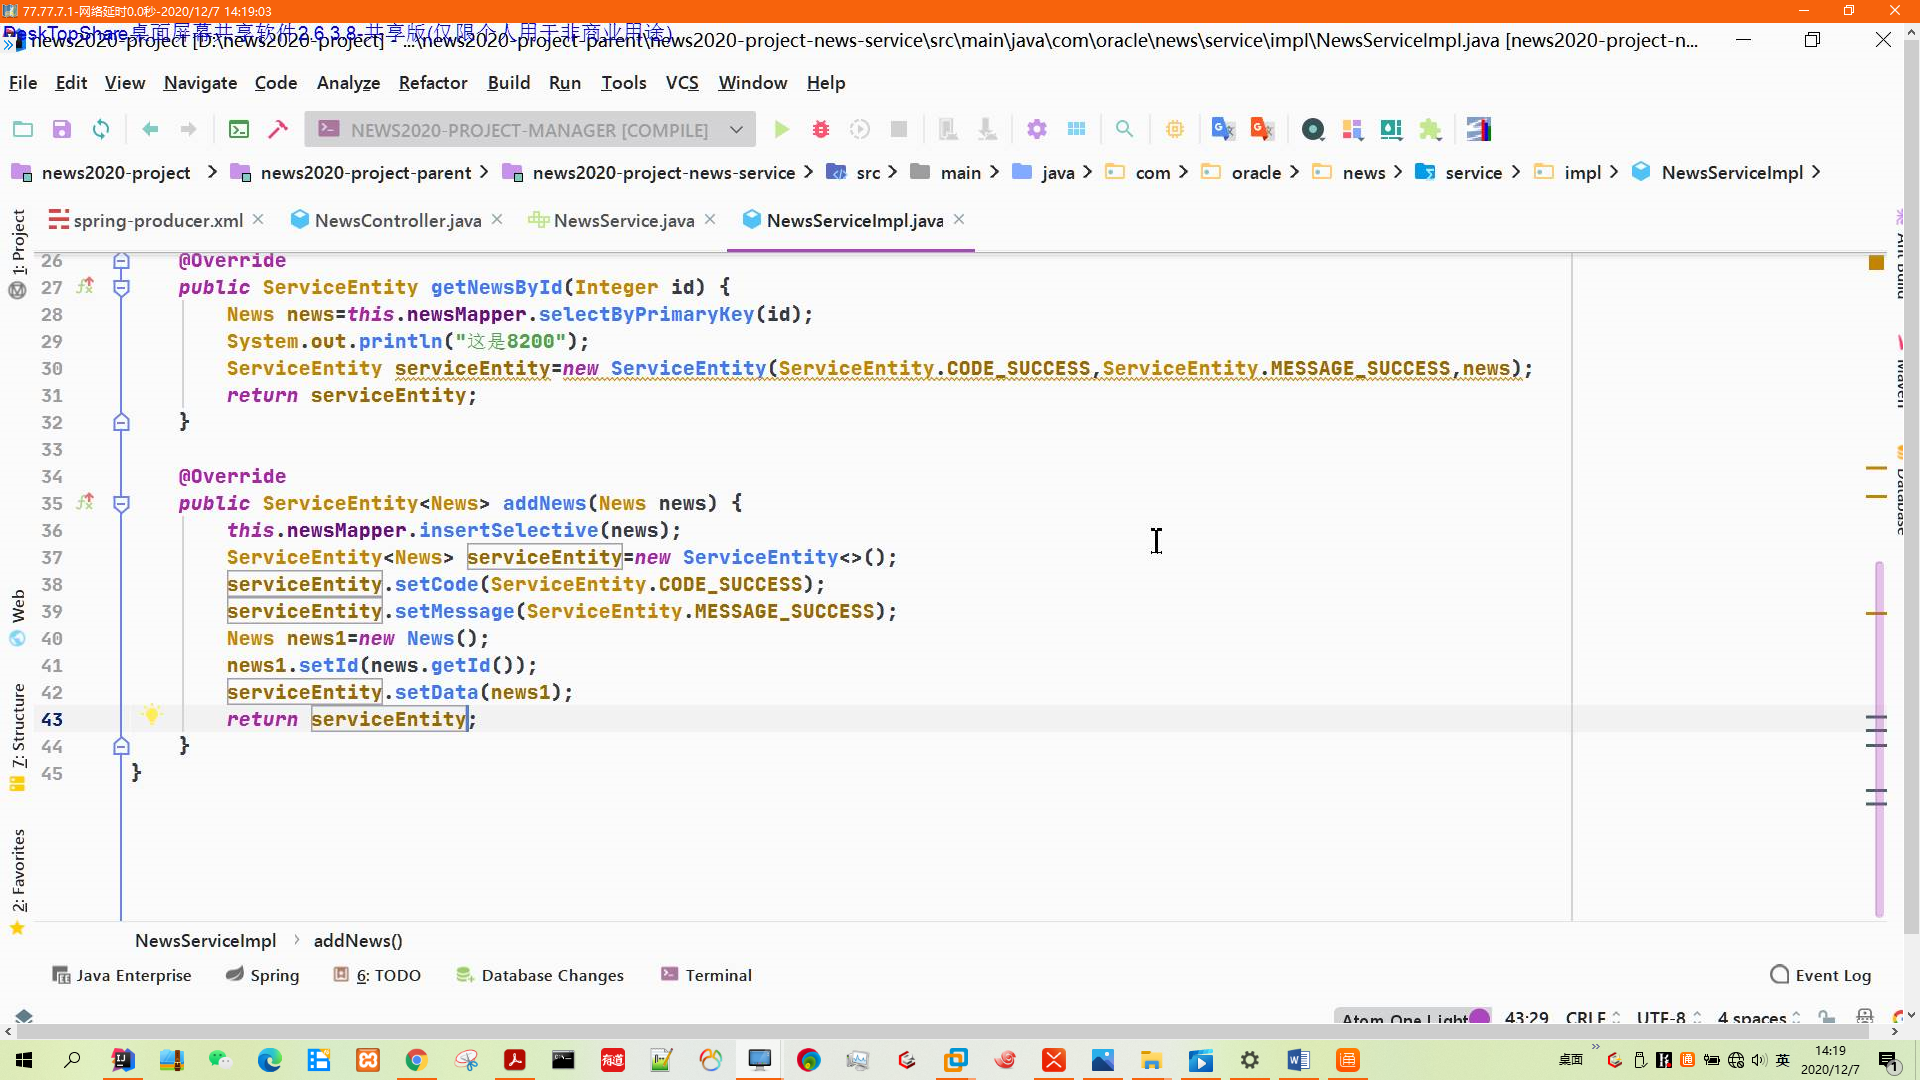 77.77.7.1-网络延时0.0秒-2020/12/7 14:19:03
DeskTopShare桌面屏幕共享软件2.6.3.8-共享版(仅限个人用于非商业用途)
news2020-project [D:\news2020-project] - ...\news2020-project-parent\news2020-project-news-service\src\main\java\com\oracle\news\service\impl\NewsServiceImpl.java [news2020-project-n...
File Edit View Navigate Code Analyze Refactor Build Run Tools VCS Window Help
NEWS2020-PROJECT-MANAGER [COMPILE]
news2020-project news2020-project-parent news2020-project-news-service src main java com oracle news service impl NewsServiceImpl
spring-producer.xml NewsController.java NewsService.java NewsServiceImpl.java
1: Project
Web
7: Structure
2: Favorites
Ant Build
Maven
Database
26 @Override
27 public ServiceEntity getNewsById(Integer id) {
28 News news=this.newsMapper.selectByPrimaryKey(id);
29 System.out.println("这是8200");
30 ServiceEntity serviceEntity=new ServiceEntity(ServiceEntity.CODE_SUCCESS,ServiceEntity.MESSAGE_SUCCESS,news);
31 return serviceEntity;
32 }
33
34 @Override
35 public ServiceEntity<News> addNews(News news) {
36 this.newsMapper.insertSelective(news);
37 ServiceEntity<News> serviceEntity=new ServiceEntity<>();
38 serviceEntity.setCode(ServiceEntity.CODE_SUCCESS);
39 serviceEntity.setMessage(ServiceEntity.MESSAGE_SUCCESS);
40 News news1=new News();
41 news1.setId(news.getId());
42 serviceEntity.setData(news1);
43 return serviceEntity;
44 }
45 }
NewsServiceImpl addNews()
Java Enterprise Spring 6: TODO Database Changes Terminal Event Log
Atom One Light 43:29 CRLF UTF-8 4 spaces
有道
桌面 英 14:19
2020/12/7
1